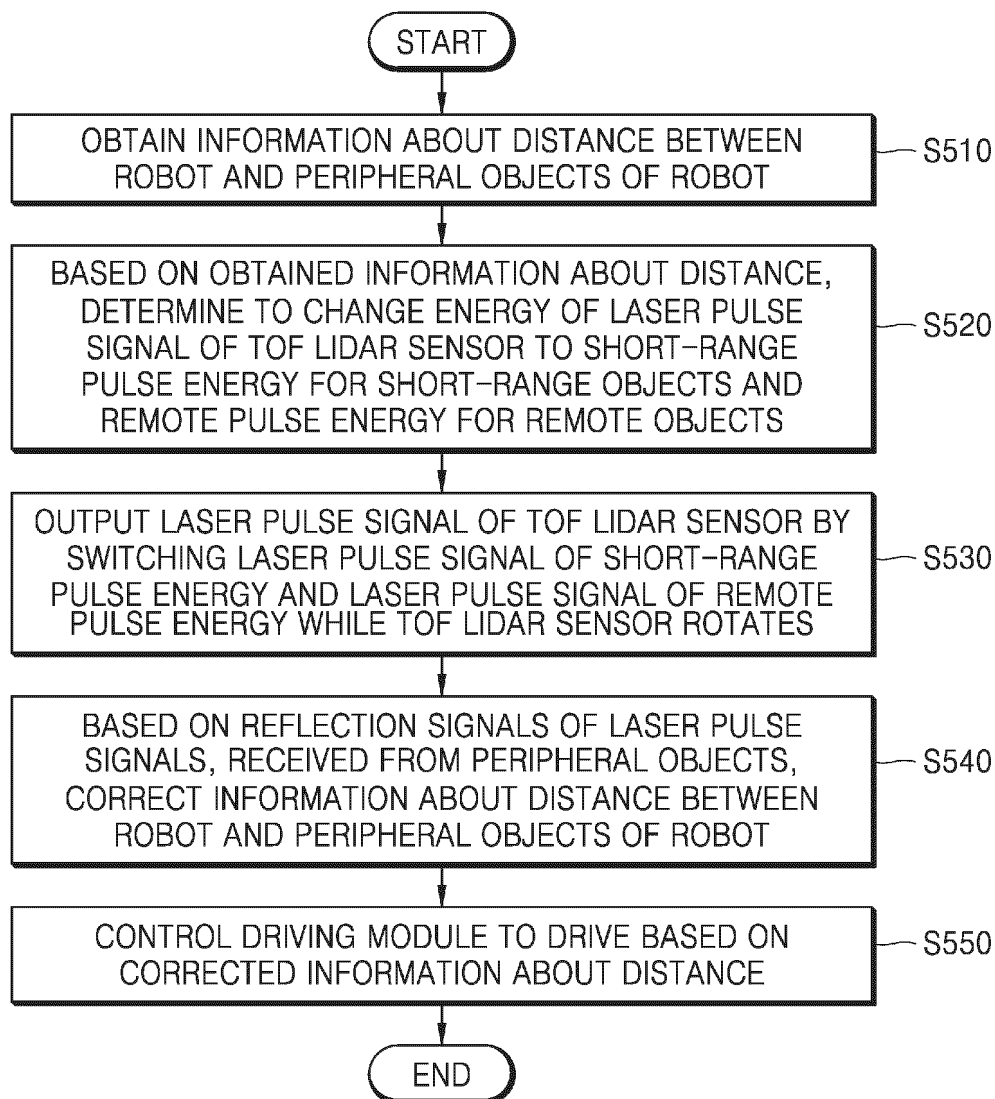 START
OBTAIN INFORMATION ABOUT DISTANCE BETWEEN
ROBOT AND PERIPHERAL OBJECTS OF ROBOT
S510
BASED ON OBTAINED INFORMATION ABOUT DISTANCE,
DETERMINE TO CHANGE ENERGY OF LASER PULSE
SIGNAL OF TOF LIDAR SENSOR TO SHORT-RANGE
PULSE ENERGY FOR SHORT-RANGE OBJECTS AND
REMOTE PULSE ENERGY FOR REMOTE OBJECTS
S520
OUTPUT LASER PULSE SIGNAL OF TOF LIDAR SENSOR BY
SWITCHING LASER PULSE SIGNAL OF SHORT-RANGE
PULSE ENERGY AND LASER PULSE SIGNAL OF REMOTE
PULSE ENERGY WHILE TOF LIDAR SENSOR ROTATES
S530
BASED ON REFLECTION SIGNALS OF LASER PULSE
SIGNALS, RECEIVED FROM PERIPHERAL OBJECTS,
CORRECT INFORMATION ABOUT DISTANCE BETWEEN
ROBOT AND PERIPHERAL OBJECTS OF ROBOT
S540
CONTROL DRIVING MODULE TO DRIVE BASED ON
CORRECTED INFORMATION ABOUT DISTANCE
S550
END